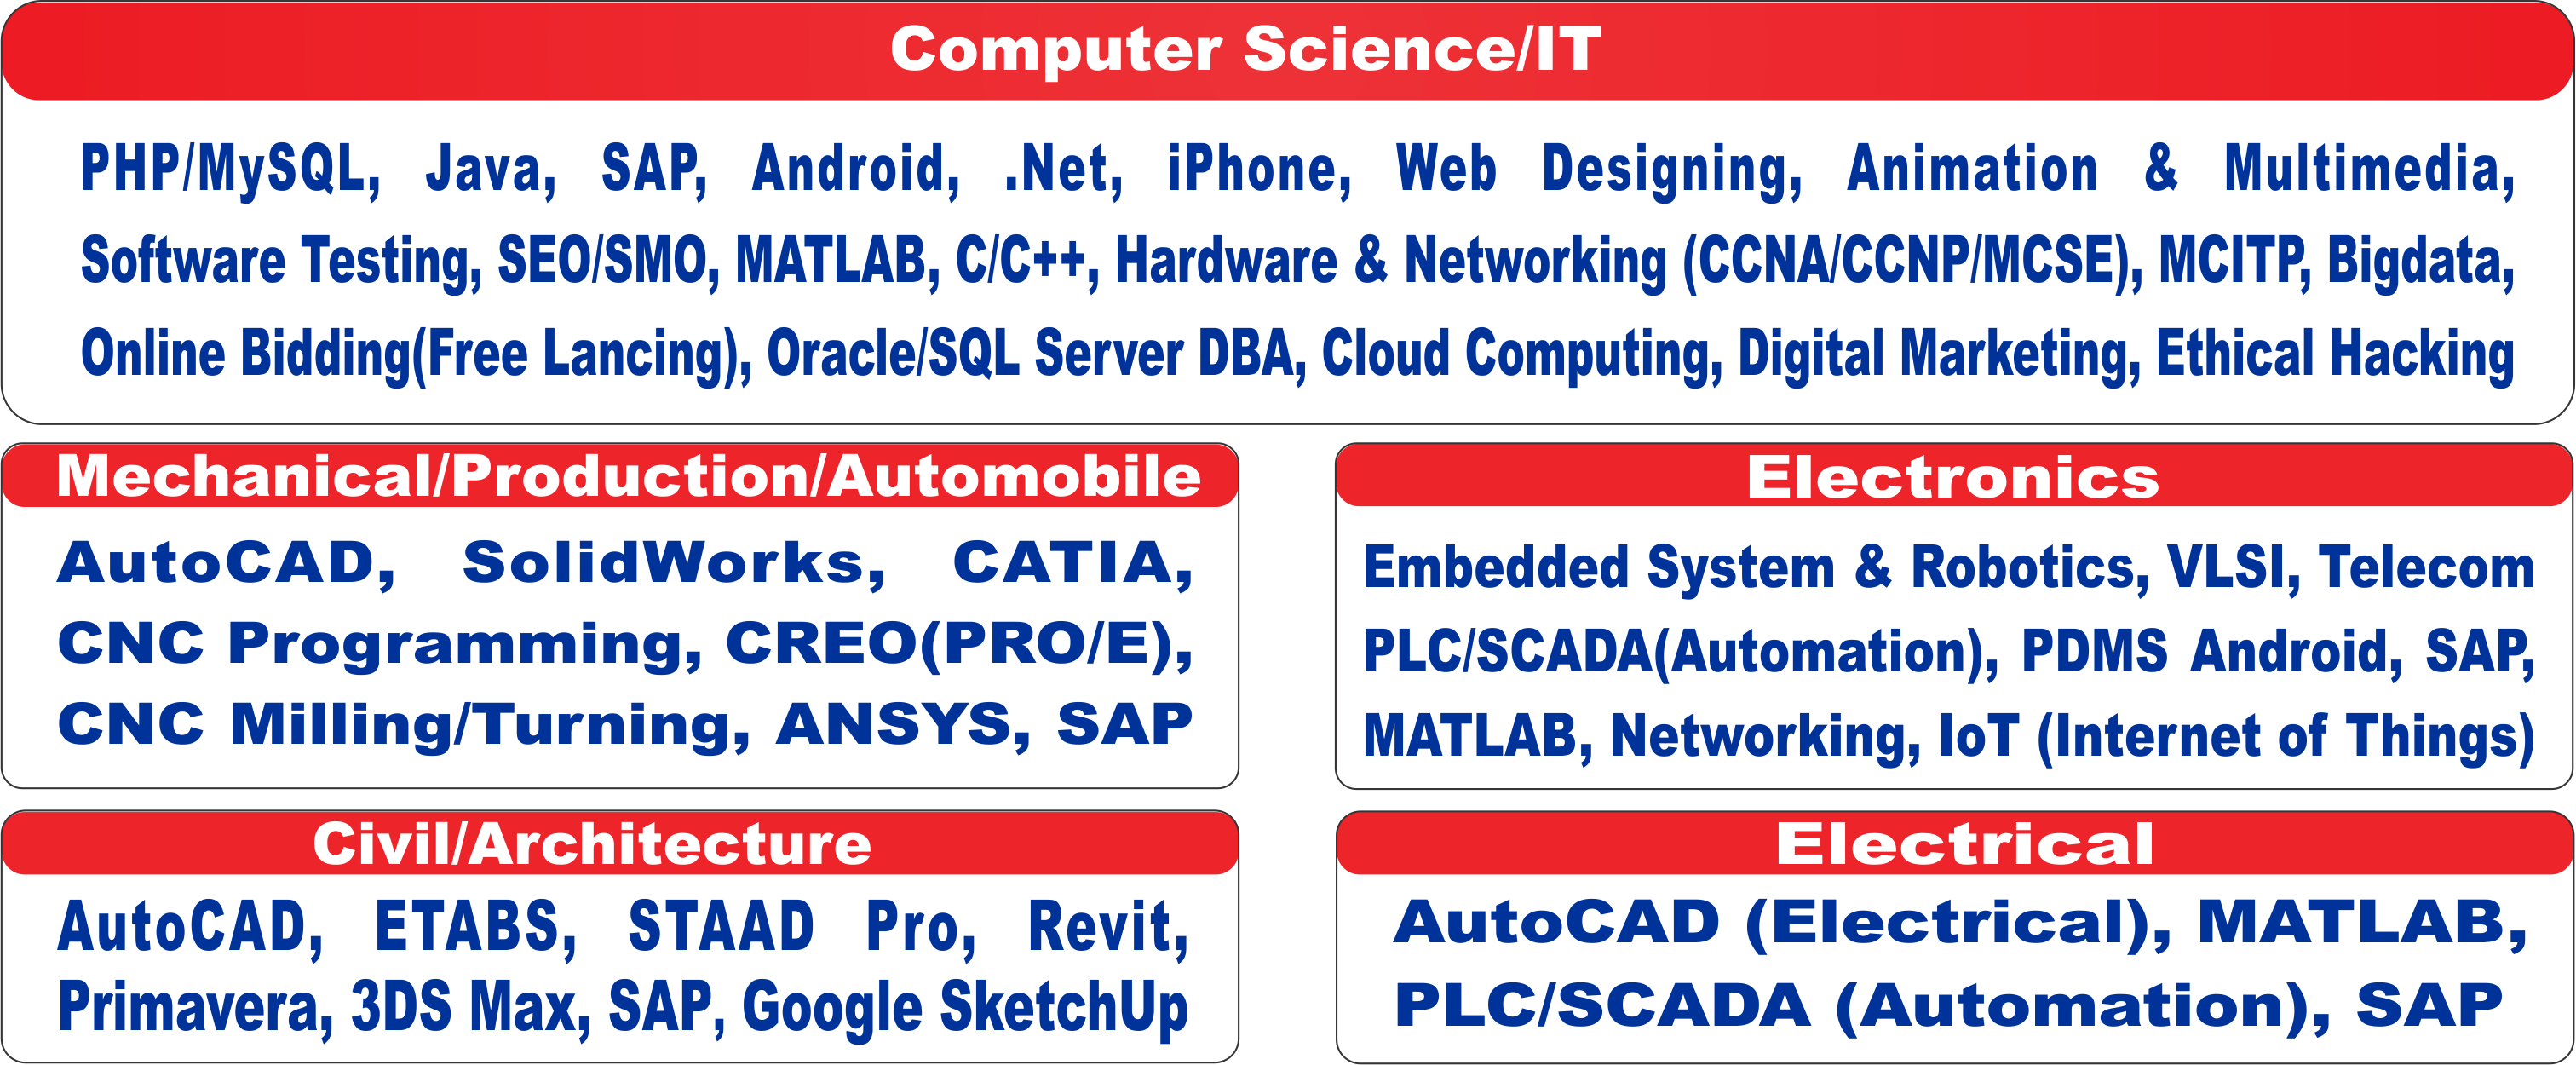 Computer Science/IT
PHP/MySQL, Java, SAP, Android, .Net, iPhone, Web Designing, Animation & Multimedia,
Software Testing, SEO/SMO, MATLAB, C/C++, Hardware & Networking (CCNA/CCNP/MCSE), MCITP, Bigdata,
Online Bidding(Free Lancing), Oracle/SQL Server DBA, Cloud Computing, Digital Marketing, Ethical Hacking
Mechanical/Production/Automobile
AutoCAD, SolidWorks, CATIA,
CNC Programming, CREO(PRO/E),
CNC Milling/Turning, ANSYS, SAP
Electronics
Embedded System & Robotics, VLSI, Telecom
PLC/SCADA(Automation), PDMS Android, SAP,
MATLAB, Networking, IoT (Internet of Things)
Civil/Architecture
AutoCAD, ETABS, STAAD Pro, Revit,
Primavera, 3DS Max, SAP, Google SketchUp
Electrical
AutoCAD (Electrical), MATLAB,
PLC/SCADA (Automation), SAP